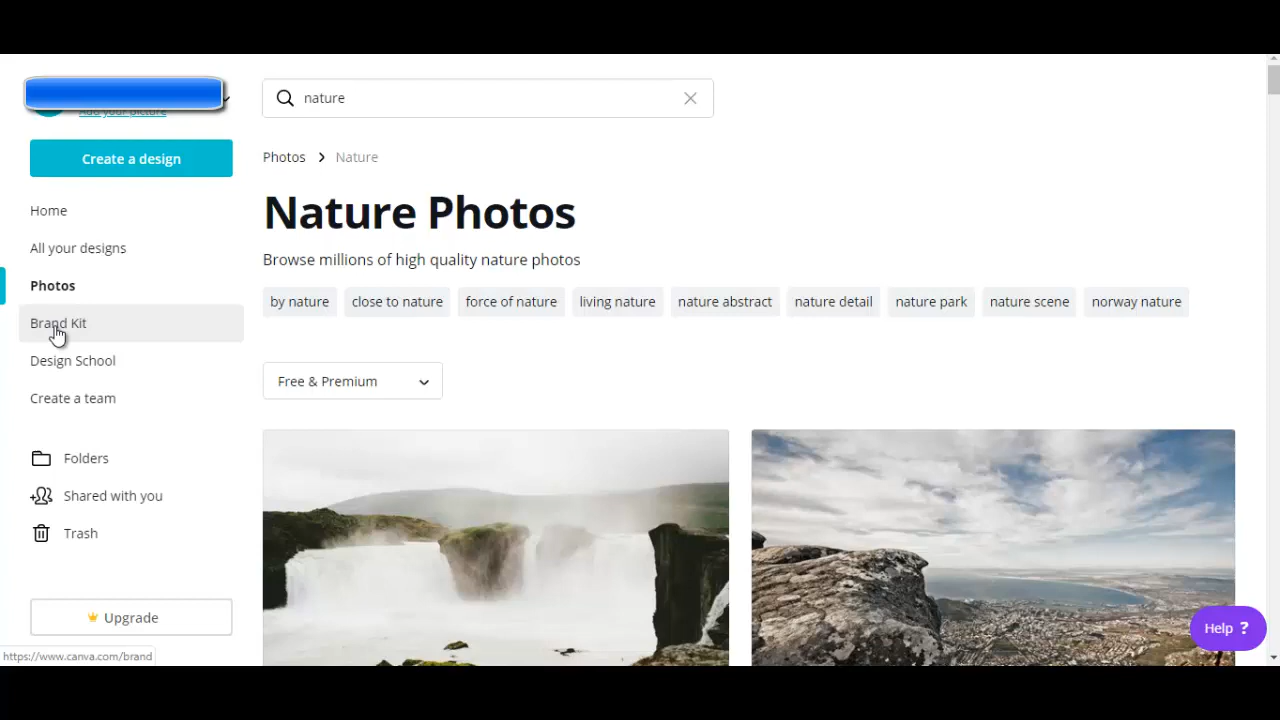 Add your picture
nature
Create a design
Photos > Nature
Home
Nature Photos
All your designs
Browse millions of high quality nature photos
Photos
by nature close to nature force of nature living nature nature abstract nature detail nature park nature scene norway nature
Brand Kit
Design School
Free & Premium
Create a team
Folders
Shared with you
Trash
Upgrade
Help ?
https://www.canva.com/brand